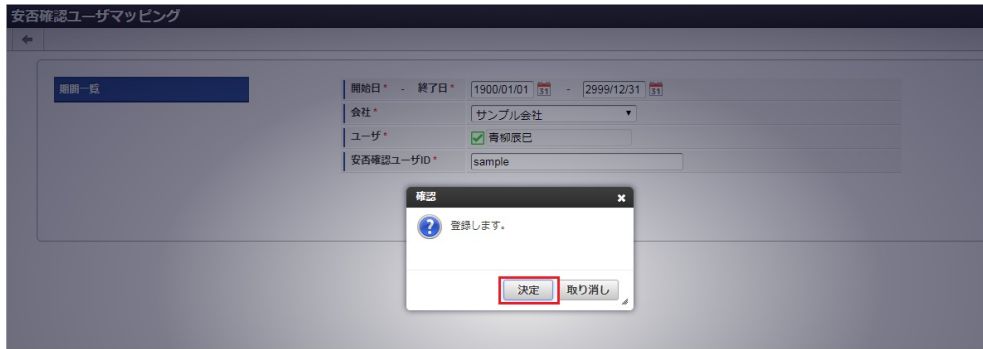 安否確認ユーザマッピング
期間一覧
開始日* - 終了日* 1900/01/01 31 - 2999/12/31 31
会社* サンプル会社
ユーザ* 青柳辰巳
安否確認ユーザID* sample
確認
登録します。
決定 取り消し